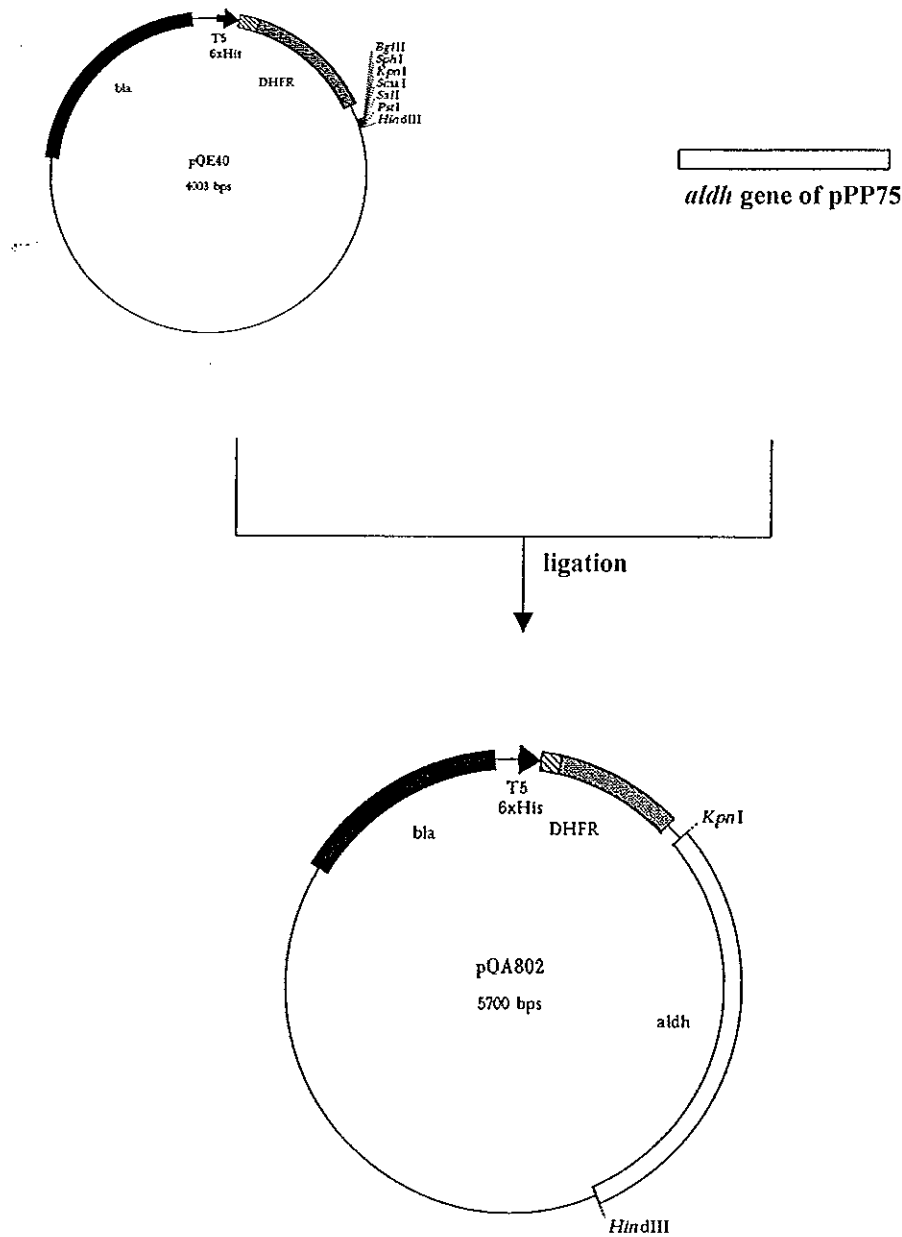 T5
6xHis
bla
DHFR
BglII
SphI
KpnI
SalI
PstI
HindIII
pQE40
4003 bps
aldh gene of pPP75
ligation
T5
6xHis
bla
DHFR
KpnI
pQA802
5700 bps
aldh
HindIII